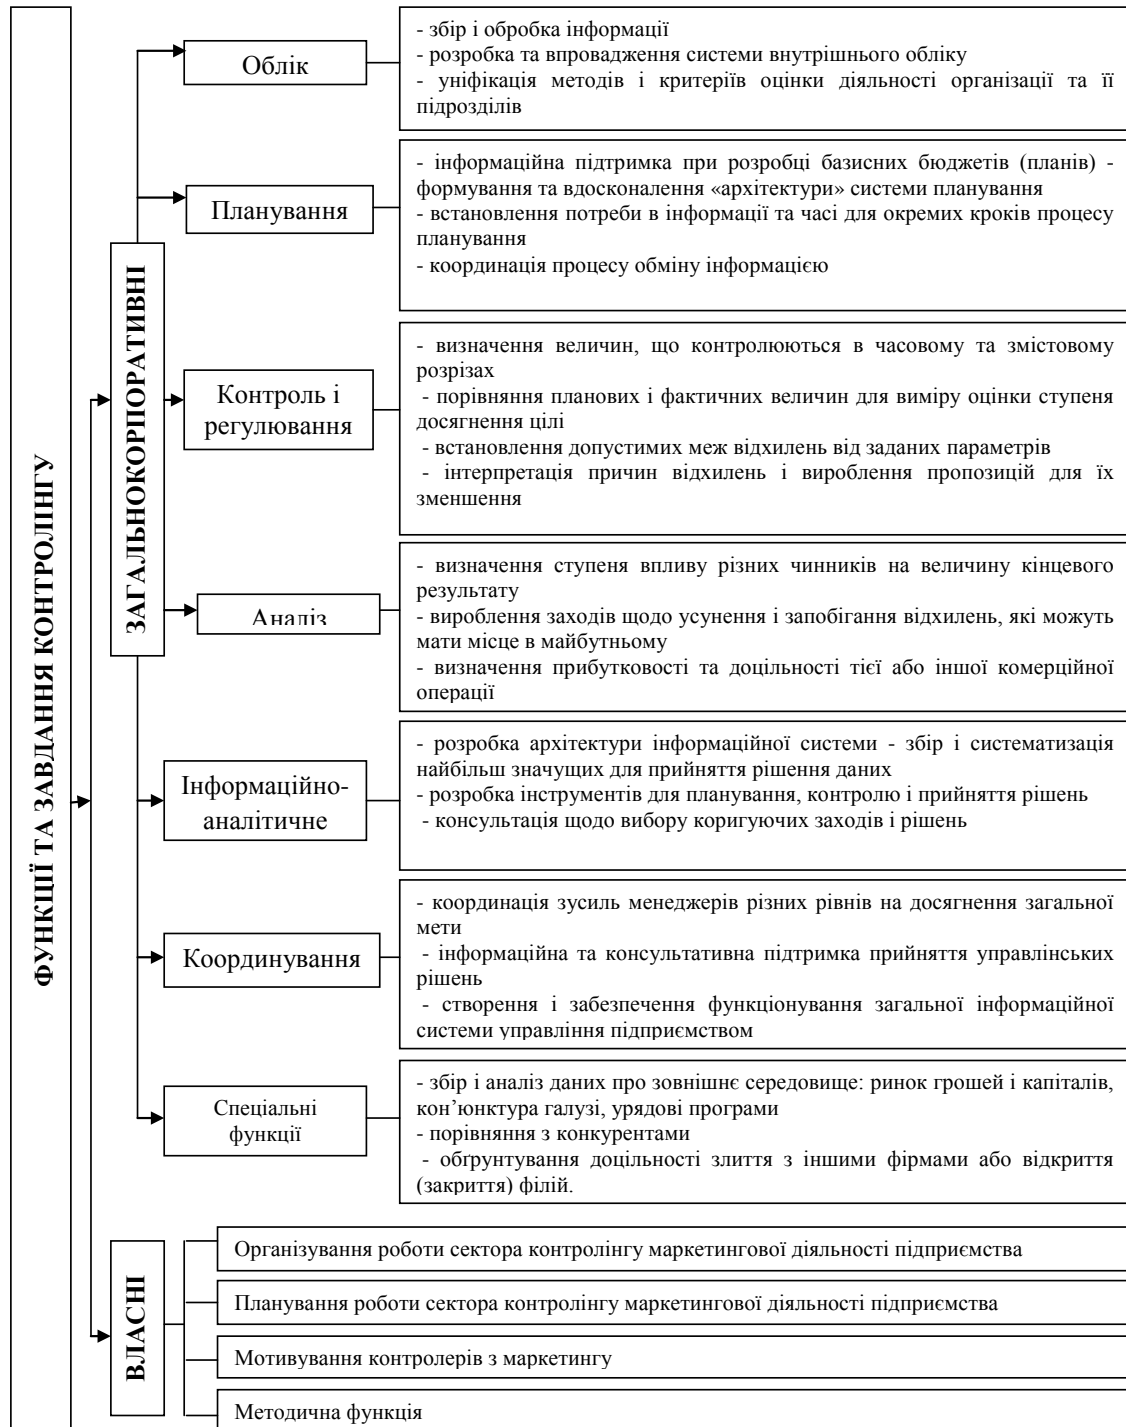 ФУНКЦІЇ ТА ЗАВДАННЯ КОНТРОЛІНГУ
ЗАГАЛЬНОКОРПОРАТИВНІ
Облік
- збір і обробка інформації
- розробка та впровадження системи внутрішнього обліку
- уніфікація методів і критеріїв оцінки діяльності організації та її
підрозділів
Планування
- інформаційна підтримка при розробці базисних бюджетів (планів) -
формування та вдосконалення «архітектури» системи планування
- встановлення потреби в інформації та часі для окремих кроків процесу
планування
- координація процесу обміну інформацією
Контроль і
регулювання
- визначення величин, що контролюються в часовому та змістовому
розрізах
- порівняння планових і фактичних величин для виміру оцінки ступеня
досягнення цілі
- встановлення допустимих меж відхилень від заданих параметрів
- інтерпретація причин відхилень і вироблення пропозицій для їх
зменшення
Аналіз
- визначення ступеня впливу різних чинників на величину кінцевого
результату
- вироблення заходів щодо усунення і запобігання відхилень, які можуть
мати місце в майбутньому
- визначення прибутковості та доцільності тієї або іншої комерційної
операції
Інформаційно-
аналітичне
- розробка архітектури інформаційної системи - збір і систематизація
найбільш значущих для прийняття рішення даних
- розробка інструментів для планування, контролю і прийняття рішень
- консультація щодо вибору коригуючих заходів і рішень
Координування
- координація зусиль менеджерів різних рівнів на досягнення загальної
мети
- інформаційна та консультативна підтримка прийняття управлінських
рішень
- створення і забезпечення функціонування загальної інформаційної
системи управління підприємством
Спеціальні
функції
- збір і аналіз даних про зовнішнє середовище: ринок грошей і капіталів,
кон’юнктура галузі, урядові програми
- порівняння з конкурентами
- обґрунтування доцільності злиття з іншими фірмами або відкриття
(закриття) філій.
ВЛАСНІ
Організування роботи сектора контролінгу маркетингової діяльності підприємства
Планування роботи сектора контролінгу маркетингової діяльності підприємства
Мотивування контролерів з маркетингу
Методична функція